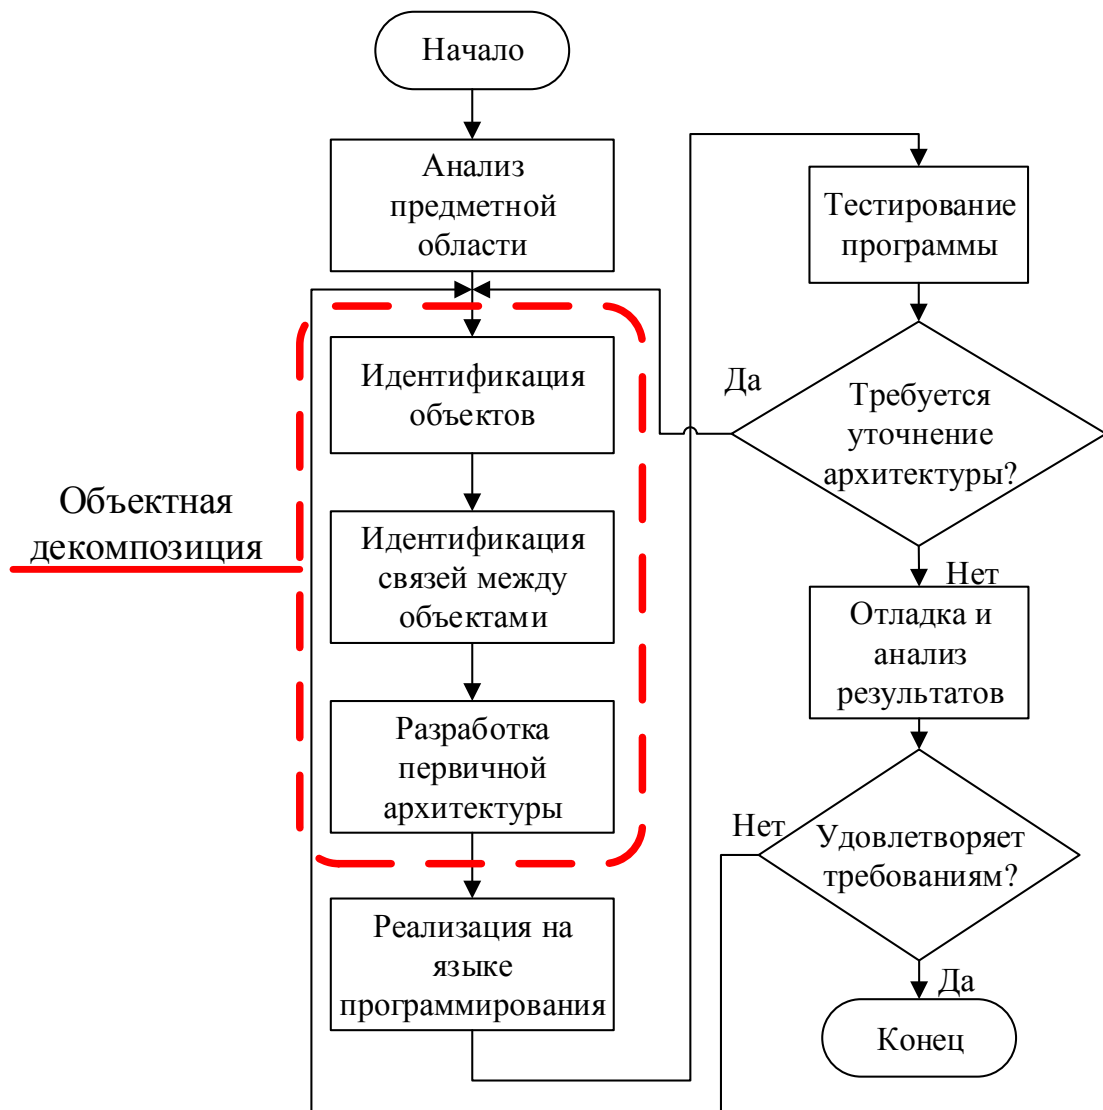 Начало
Анализ
предметной
области
Идентификация
объектов
Объектная
декомпозиция
Идентификация
связей между
объектами
Разработка
первичной
архитектуры
Реализация на
языке
программирования
Тестирование
программы
Да
Требуется
уточнение
архитектуры?
Нет
Отладка и
анализ
результатов
Нет
Удовлетворяет
требованиям?
Да
Конец